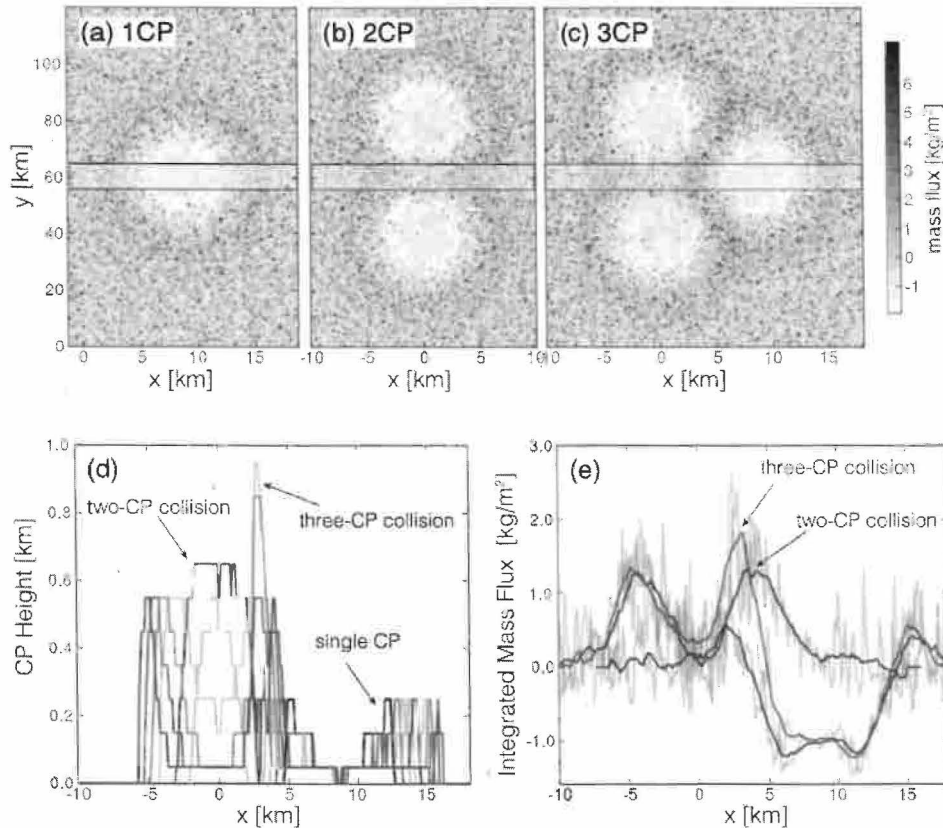 (a) 1CP
(b) 2CP
(c) 3CP
100
80
60
40
20
0
y [km]
0 5 10 15
-10 -5 0 5 10
-10 -5 0 5 10 15
x [km]
x [km]
x [km]
6
5
4
3
2
1
0
-1
mass flux [kg/m²]
(d)
1.0
0.8
0.6
0.4
0.2
0.0
CP Height [km]
two-CP collision
three-CP collision
single CP
-10 -5 0 5 10 15
x [km]
(e)
3.0
2.0
1.0
0.0
-1.0
Integrated Mass Flux [kg/m²]
three-CP collision
two-CP collision
-10 -5 0 5 10 15
x [km]